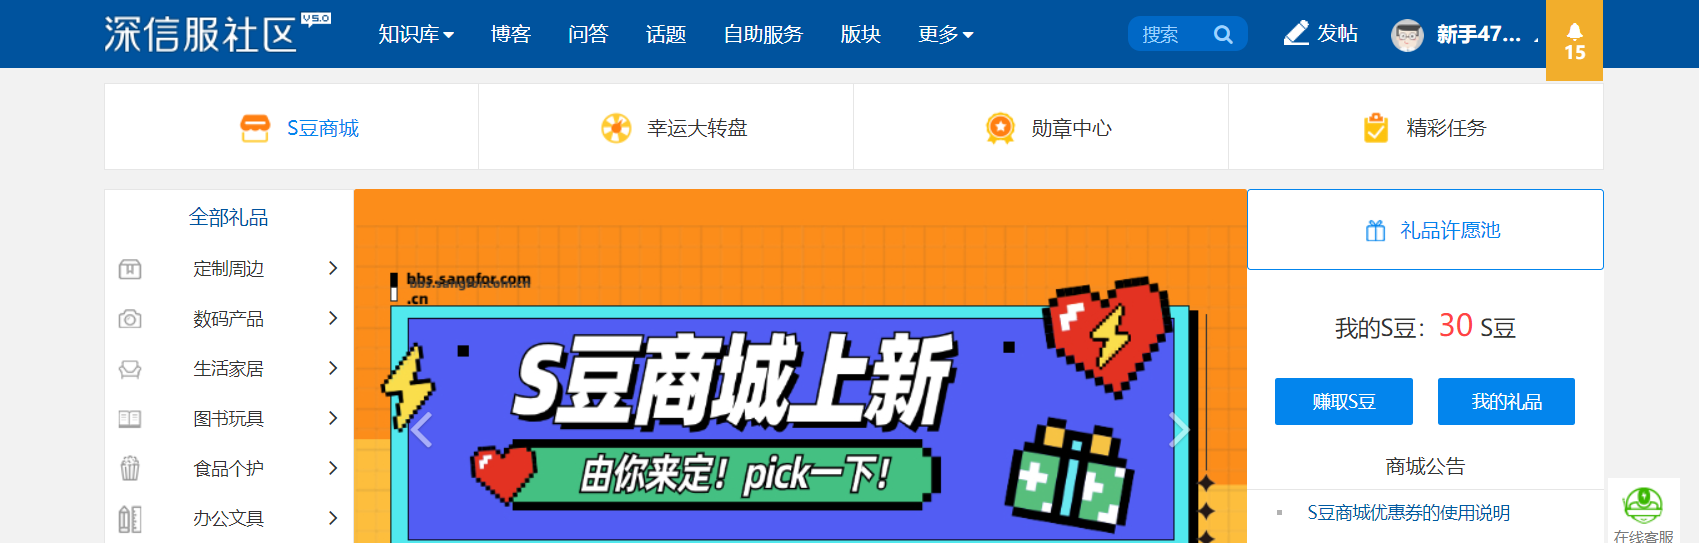 深信服社区 V5.0 知识库 博客 问答 话题 自助服务 版块 更多 搜索 发帖 新手47... 15
S豆商城 幸运大转盘 勋章中心 精彩任务
全部礼品
定制周边
数码产品
生活家居
图书玩具
食品个护
办公文具
bbs.sangfor.com
bbs.sangfor.com.cn
.cn
S豆商城上新
由你来定！pick一下！
礼品许愿池
我的S豆：30 S豆
赚取S豆 我的礼品
商城公告
S豆商城优惠券的使用说明
在线客服